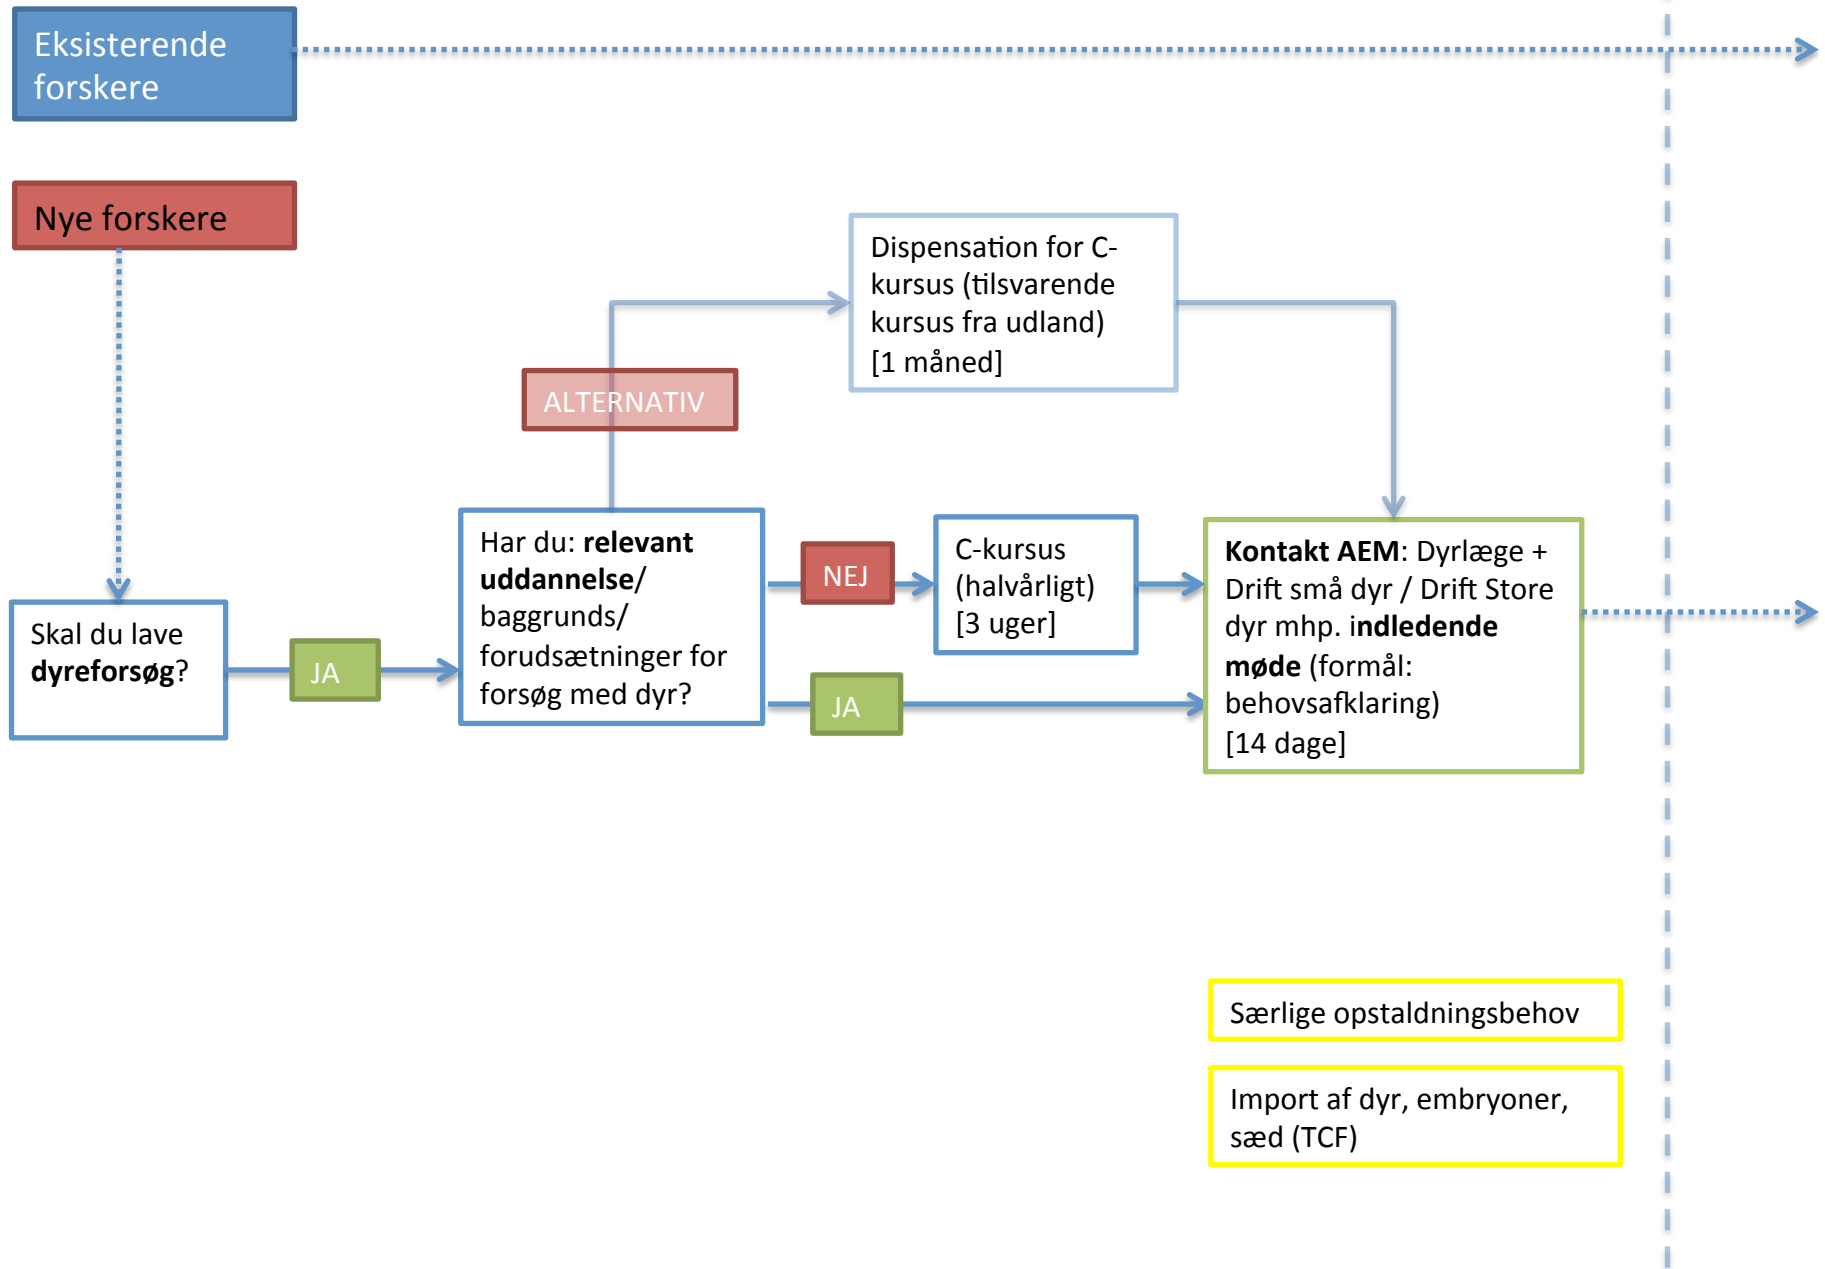 Eksisterende
forskere
Nye forskere
Dispensation for C-
kursus (tilsvarende
kursus fra udland)
[1 måned]
ALTERNATIV
Skal du lave
dyreforsøg?
JA
Har du: relevant
uddannelse/
baggrunds/
forudsætninger for
forsøg med dyr?
NEJ
JA
C-kursus
(halvårligt)
[3 uger]
Kontakt AEM: Dyrlæge +
Drift små dyr / Drift Store
dyr mhp. indledende
møde (formål:
behovsafklaring)
[14 dage]
Særlige opstaldningsbehov
Import af dyr, embryoner,
sæd (TCF)